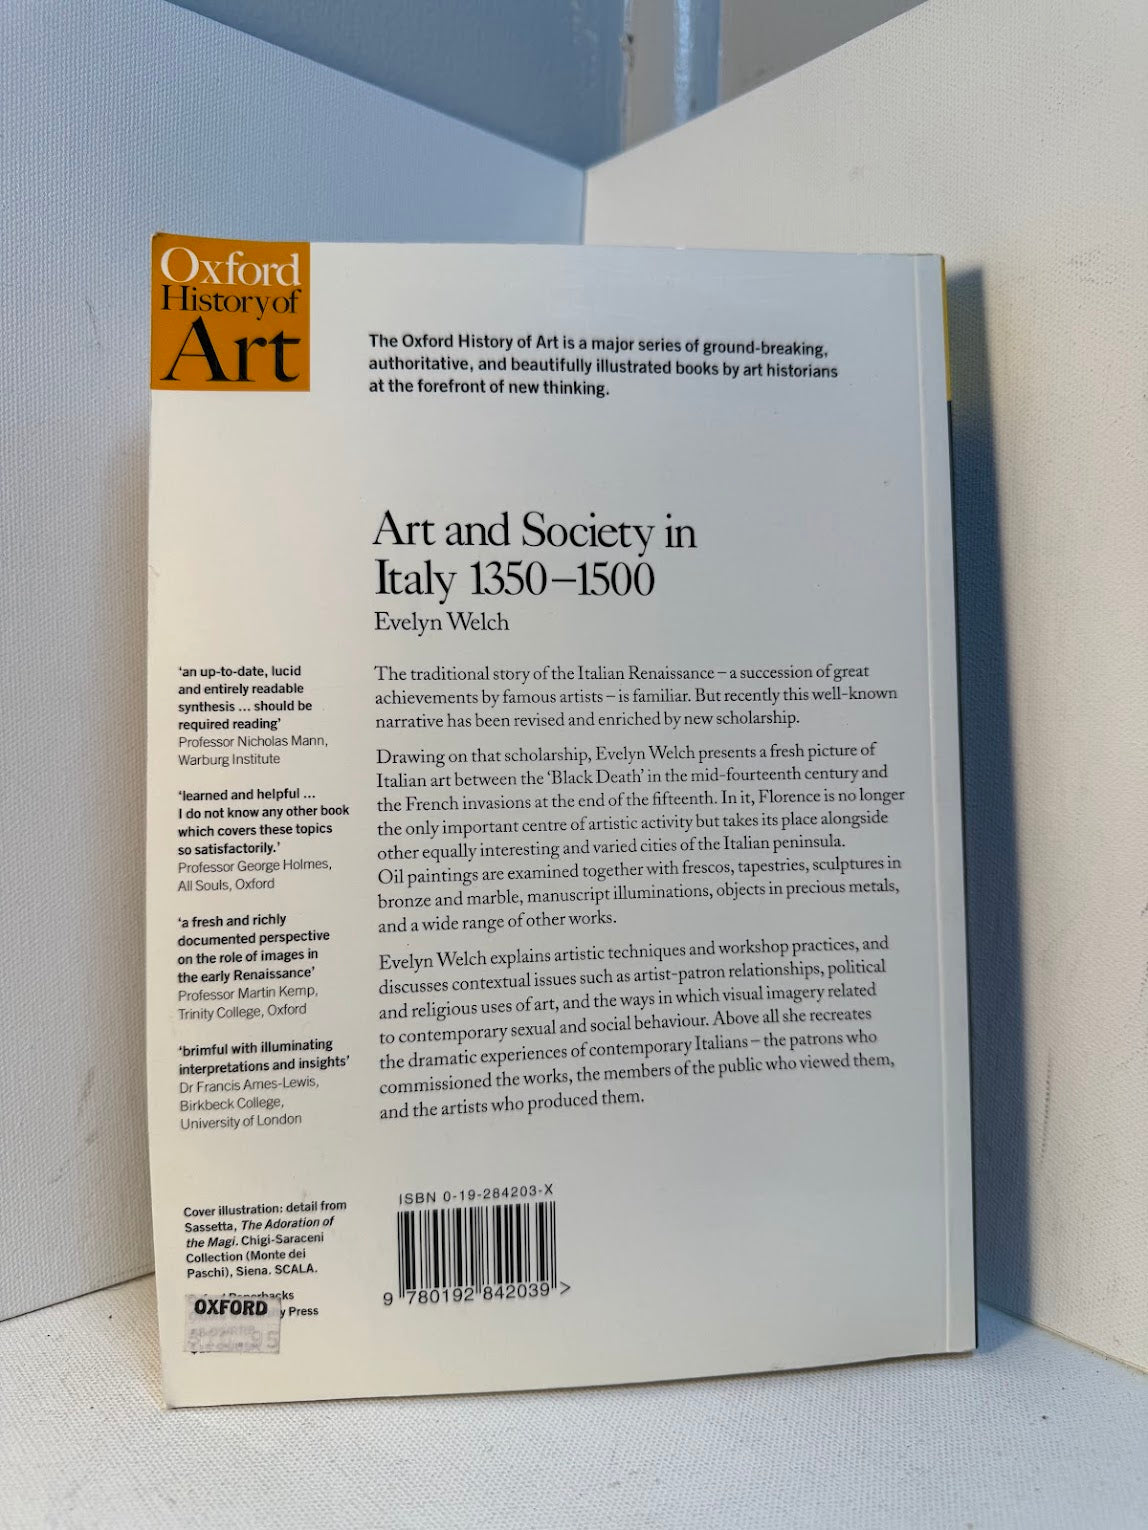 Oxford
History of
Art
The Oxford History of Art is a major series of ground-breaking,
authoritative, and beautifully illustrated books by art historians
at the forefront of new thinking.
Art and Society in
Italy 1350–1500
Evelyn Welch
‘an up-to-date, lucid
and entirely readable
synthesis ... should be
required reading’
Professor Nicholas Mann,
Warburg Institute
‘learned and helpful ...
I do not know any other book
which covers these topics
so satisfactorily.’
Professor George Holmes,
All Souls, Oxford
‘a fresh and richly
documented perspective
on the role of images in
the early Renaissance’
Professor Martin Kemp,
Trinity College, Oxford
‘brimful with illuminating
interpretations and insights’
Dr Francis Ames-Lewis,
Birkbeck College,
University of London
The traditional story of the Italian Renaissance – a succession of great
achievements by famous artists – is familiar. But recently this well-known
narrative has been revised and enriched by new scholarship.
Drawing on that scholarship, Evelyn Welch presents a fresh picture of
Italian art between the ‘Black Death’ in the mid-fourteenth century and
the French invasions at the end of the fifteenth. In it, Florence is no longer
the only important centre of artistic activity but takes its place alongside
other equally interesting and varied cities of the Italian peninsula.
Oil paintings are examined together with frescos, tapestries, sculptures in
bronze and marble, manuscript illuminations, objects in precious metals,
and a wide range of other works.
Evelyn Welch explains artistic techniques and workshop practices, and
discusses contextual issues such as artist-patron relationships, political
and religious uses of art, and the ways in which visual imagery related
to contemporary sexual and social behaviour. Above all she recreates
the dramatic experiences of contemporary Italians – the patrons who
commissioned the works, the members of the public who viewed them,
and the artists who produced them.
Cover illustration: detail from
Sassetta, The Adoration of
the Magi. Chigi-Saraceni
Collection (Monte dei
Paschi), Siena. SCALA.
OXFORD
Press
ISBN 0-19-284203-X
9 780192 842039 >